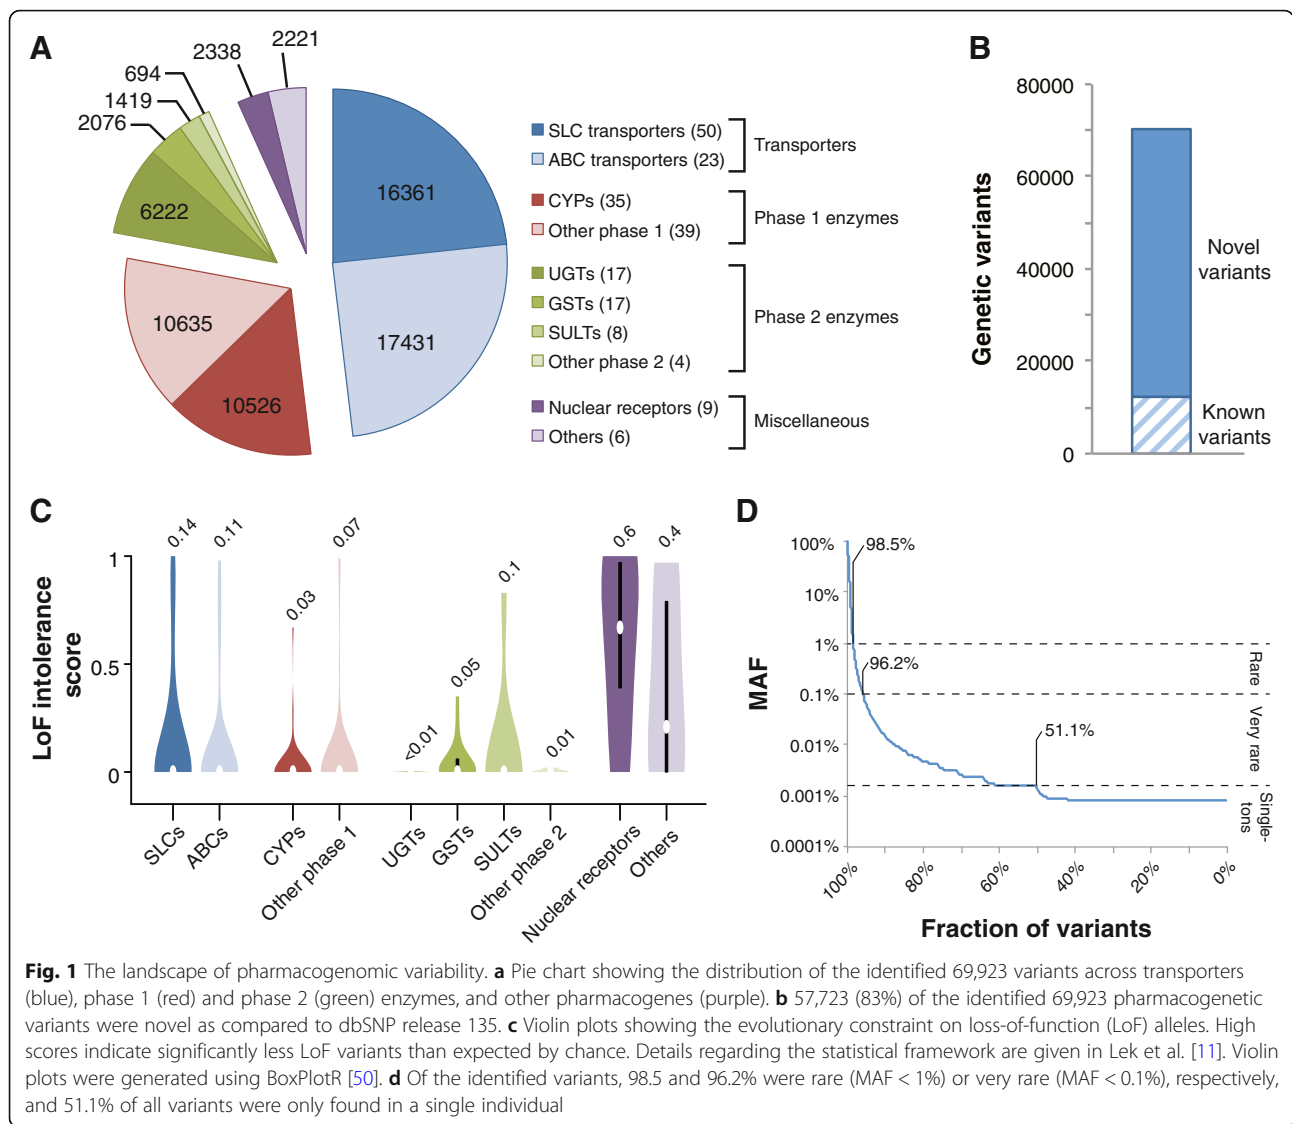 A
2221
2338
694
1419
2076
6222
16361
17431
10635
10526
SLC transporters (50)
ABC transporters (23)
Transporters
CYPs (35)
Other phase 1 (39)
Phase 1 enzymes
UGTs (17)
GSTs (17)
SULTs (8)
Other phase 2 (4)
Phase 2 enzymes
Nuclear receptors (9)
Others (6)
Miscellaneous
B
Genetic variants
80000
60000
40000
20000
0
Novel
variants
Known
variants
C
LoF intolerance
score
1
0.5
0
0.14
0.11
0.03
0.07
<0.01
0.05
0.1
0.01
0.6
0.4
SLCs
ABCs
CYPs
Other phase 1
UGTs
GSTs
SULTs
Other phase 2
Nuclear receptors
Others
D
MAF
100%
10%
1%
0.1%
0.01%
0.001%
0.0001%
98.5%
96.2%
51.1%
Rare
Very rare
Single-
tons
100%
80%
60%
40%
20%
0%
Fraction of variants
Fig. 1 The landscape of pharmacogenomic variability. a Pie chart showing the distribution of the identified 69,923 variants across transporters
(blue), phase 1 (red) and phase 2 (green) enzymes, and other pharmacogenes (purple). b 57,723 (83%) of the identified 69,923 pharmacogenetic
variants were novel as compared to dbSNP release 135. c Violin plots showing the evolutionary constraint on loss-of-function (LoF) alleles. High
scores indicate significantly less LoF variants than expected by chance. Details regarding the statistical framework are given in Lek et al. [11]. Violin
plots were generated using BoxPlotR [50]. d Of the identified variants, 98.5 and 96.2% were rare (MAF < 1%) or very rare (MAF < 0.1%), respectively,
and 51.1% of all variants were only found in a single individual